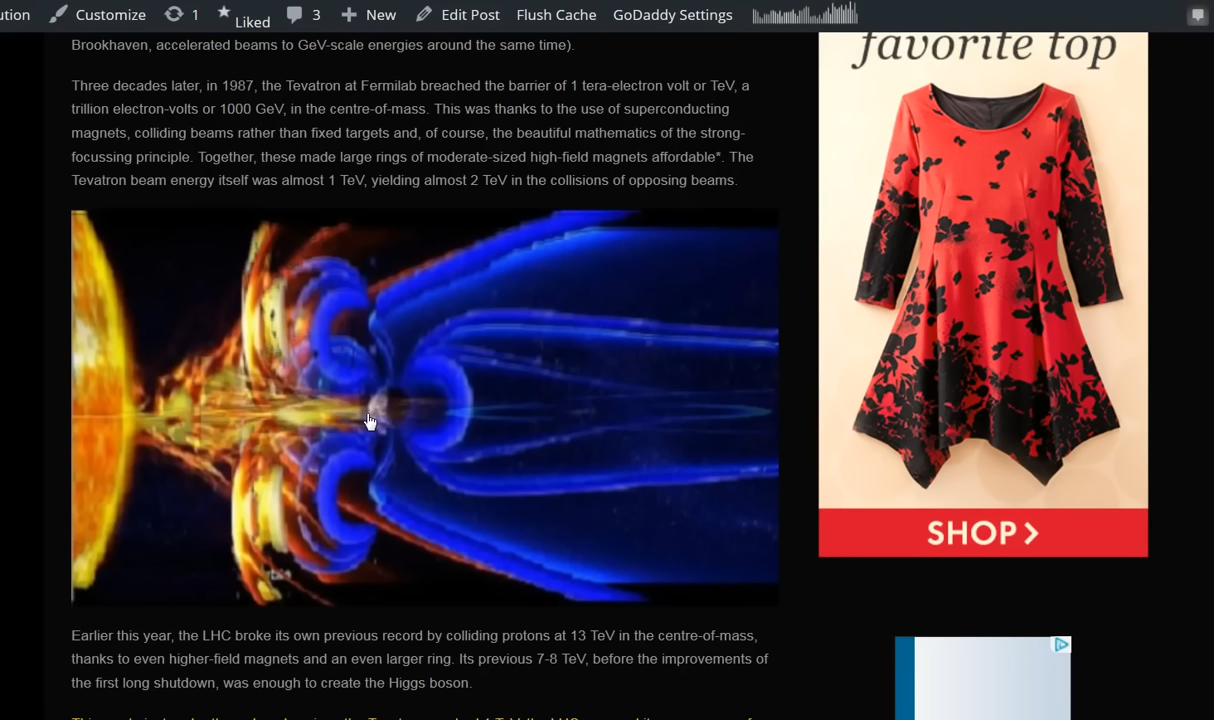 ution Customize 1 Liked 3 New Edit Post Flush Cache GoDaddy Settings
Brookhaven, accelerated beams to GeV-scale energies around the same time).
Three decades later, in 1987, the Tevatron at Fermilab breached the barrier of 1 tera-electron volt or TeV, a
trillion electron-volts or 1000 GeV, in the centre-of-mass. This was thanks to the use of superconducting
magnets, colliding beams rather than fixed targets and, of course, the beautiful mathematics of the strong-
focussing principle. Together, these made large rings of moderate-sized high-field magnets affordable*. The
Tevatron beam energy itself was almost 1 TeV, yielding almost 2 TeV in the collisions of opposing beams.
Earlier this year, the LHC broke its own previous record by colliding protons at 13 TeV in the centre-of-mass,
thanks to even higher-field magnets and an even larger ring. Its previous 7-8 TeV, before the improvements of
the first long shutdown, was enough to create the Higgs boson.
favorite top
SHOP >